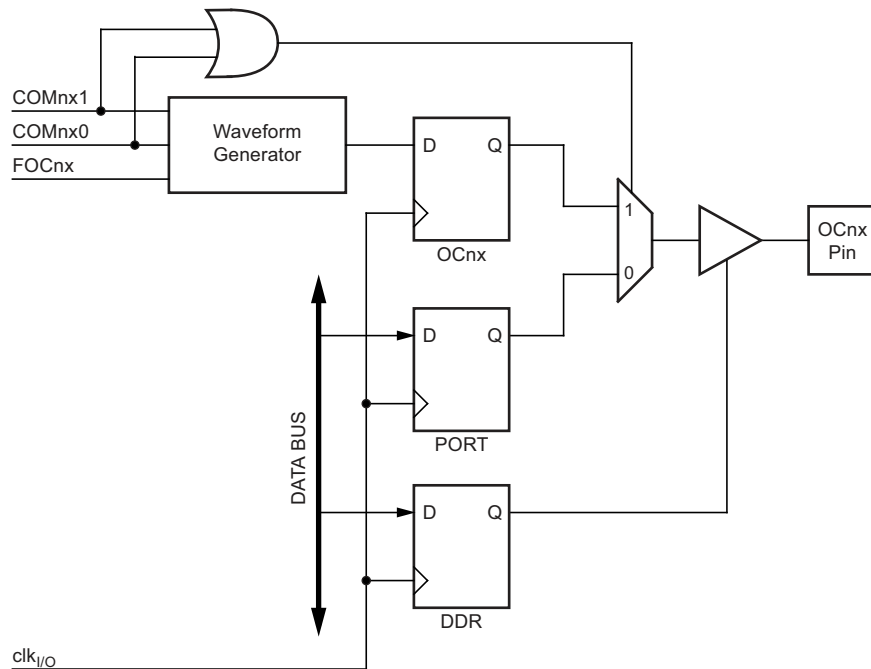 COMnx1
COMnx0
FOCnx
Waveform
Generator
D
Q
OCnx
1
0
OCnx
Pin
DATA BUS
D
Q
PORT
D
Q
DDR
clkI/O